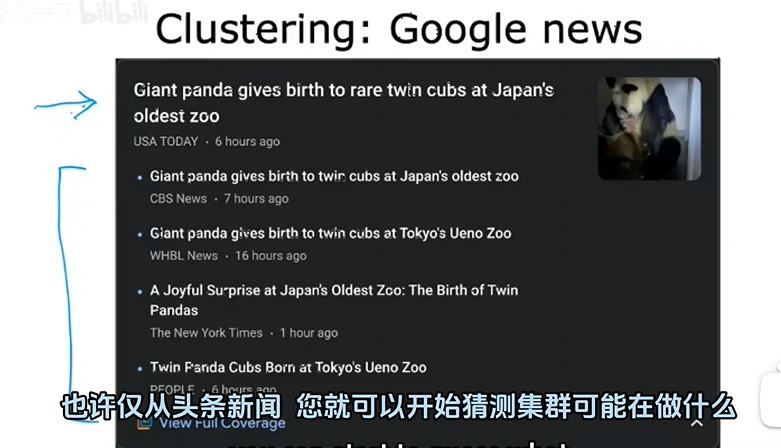 Clustering: Google news
Giant panda gives birth to rare twin cubs at Japan's
oldest zoo
USA TODAY • 6 hours ago
Giant panda gives birth to twin cubs at Japan's oldest zoo
CBS News • 7 hours ago
Giant panda gives birth to twin cubs at Tokyo's Ueno Zoo
WHBL News • 16 hours ago
A Joyful Surprise at Japan's Oldest Zoo: The Birth of Twin
Pandas
The New York Times • 1 hour ago
Twin Panda Cubs Born at Tokyo's Ueno Zoo
PEOPLE • 6 hours ago
也许仅从头条新闻 您就可以开始猜测集群可能在做什么
View Full Coverage